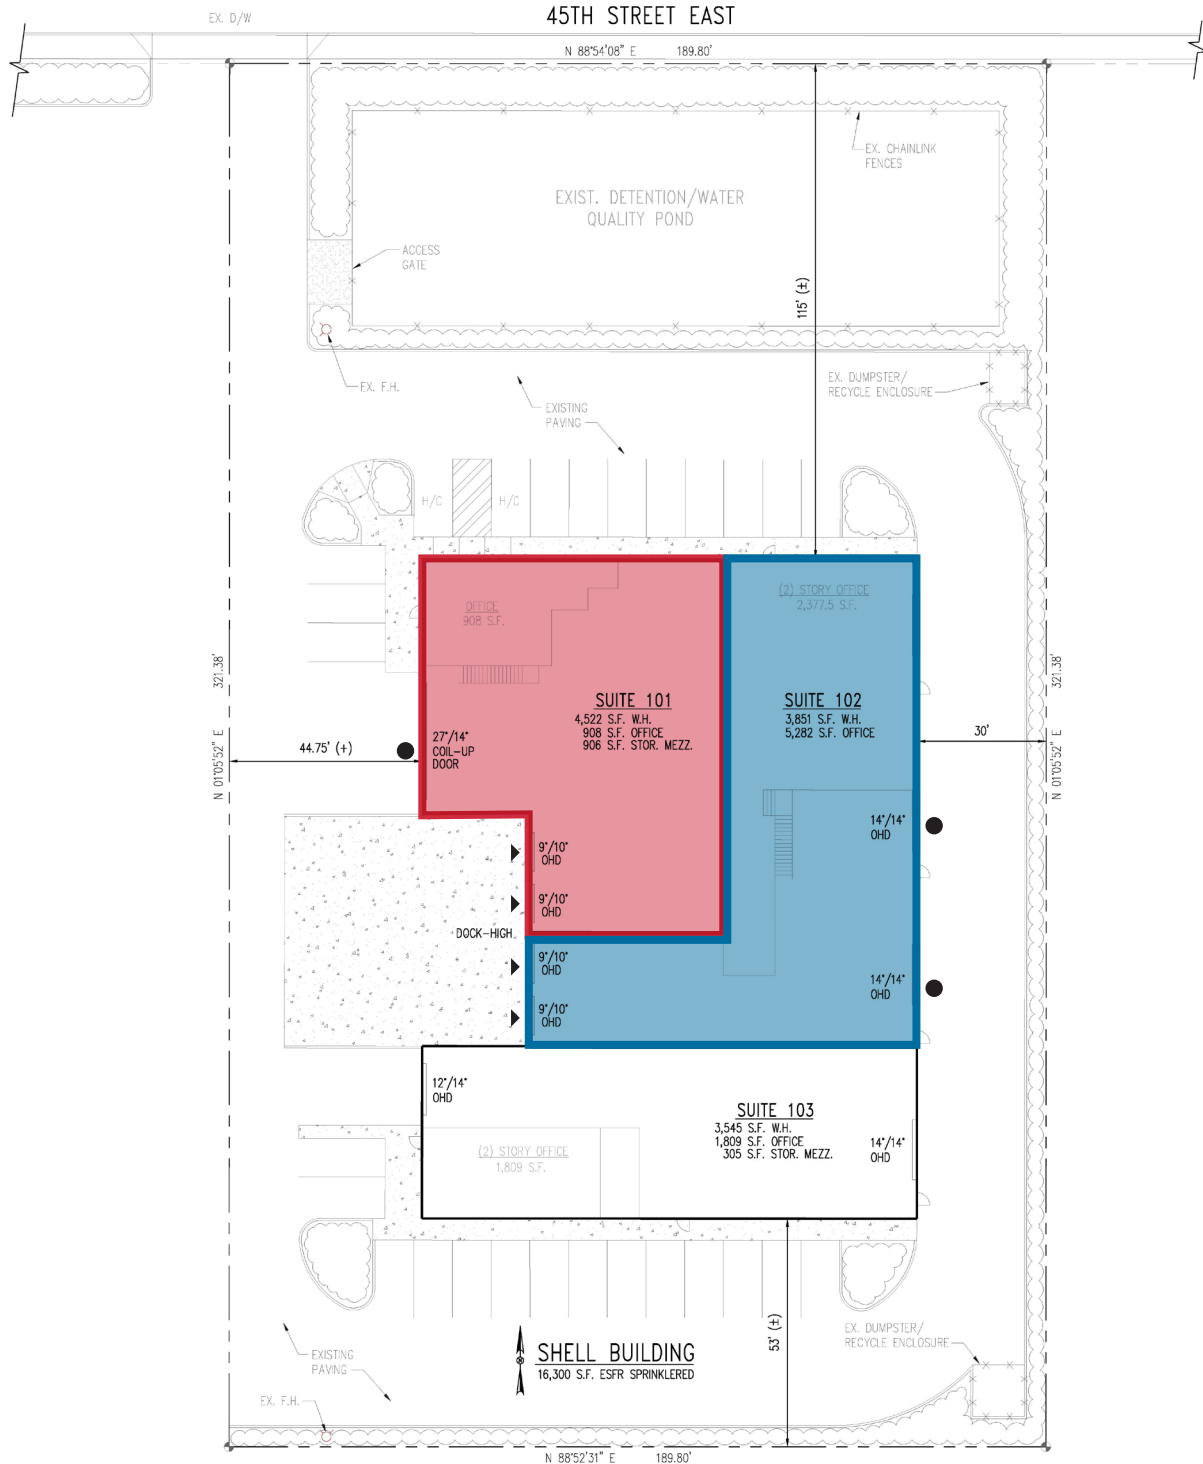 45TH STREET EAST
EX. D/W
N 88°54'08" E 189.80'
EX. CHAINLINK
FENCES
EXIST. DETENTION/WATER
QUALITY POND
ACCESS
GATE
115' (±)
EX. F.H.
EX. DUMPSTER/
RECYCLE ENCLOSURE
EXISTING
PAVING
H/C
H/C
OFFICE
908 S.F.
(2) STORY OFFICE
2,377.5 S.F.
N 01°05'52" E 321.38'
SUITE 101
4,522 S.F. W.H.
908 S.F. OFFICE
906 S.F. STOR. MEZZ.
SUITE 102
3,851 S.F. W.H.
5,282 S.F. OFFICE
N 01°05'52" E 321.38'
44.75' (+)
27'/14'
COIL-UP
DOOR
30'
14'/14'
OHD
9'/10'
OHD
9'/10'
OHD
DOCK-HIGH
9'/10'
OHD
14'/14'
OHD
9'/10'
OHD
12'/14'
OHD
SUITE 103
3,545 S.F. W.H.
1,809 S.F. OFFICE
305 S.F. STOR. MEZZ.
14'/14'
OHD
(2) STORY OFFICE
1,809 S.F.
53' (±)
SHELL BUILDING
16,300 S.F. ESFR SPRINKLERED
EX. DUMPSTER/
RECYCLE ENCLOSURE
EXISTING
PAVING
EX. F.H.
N 88°52'31" E 189.80'